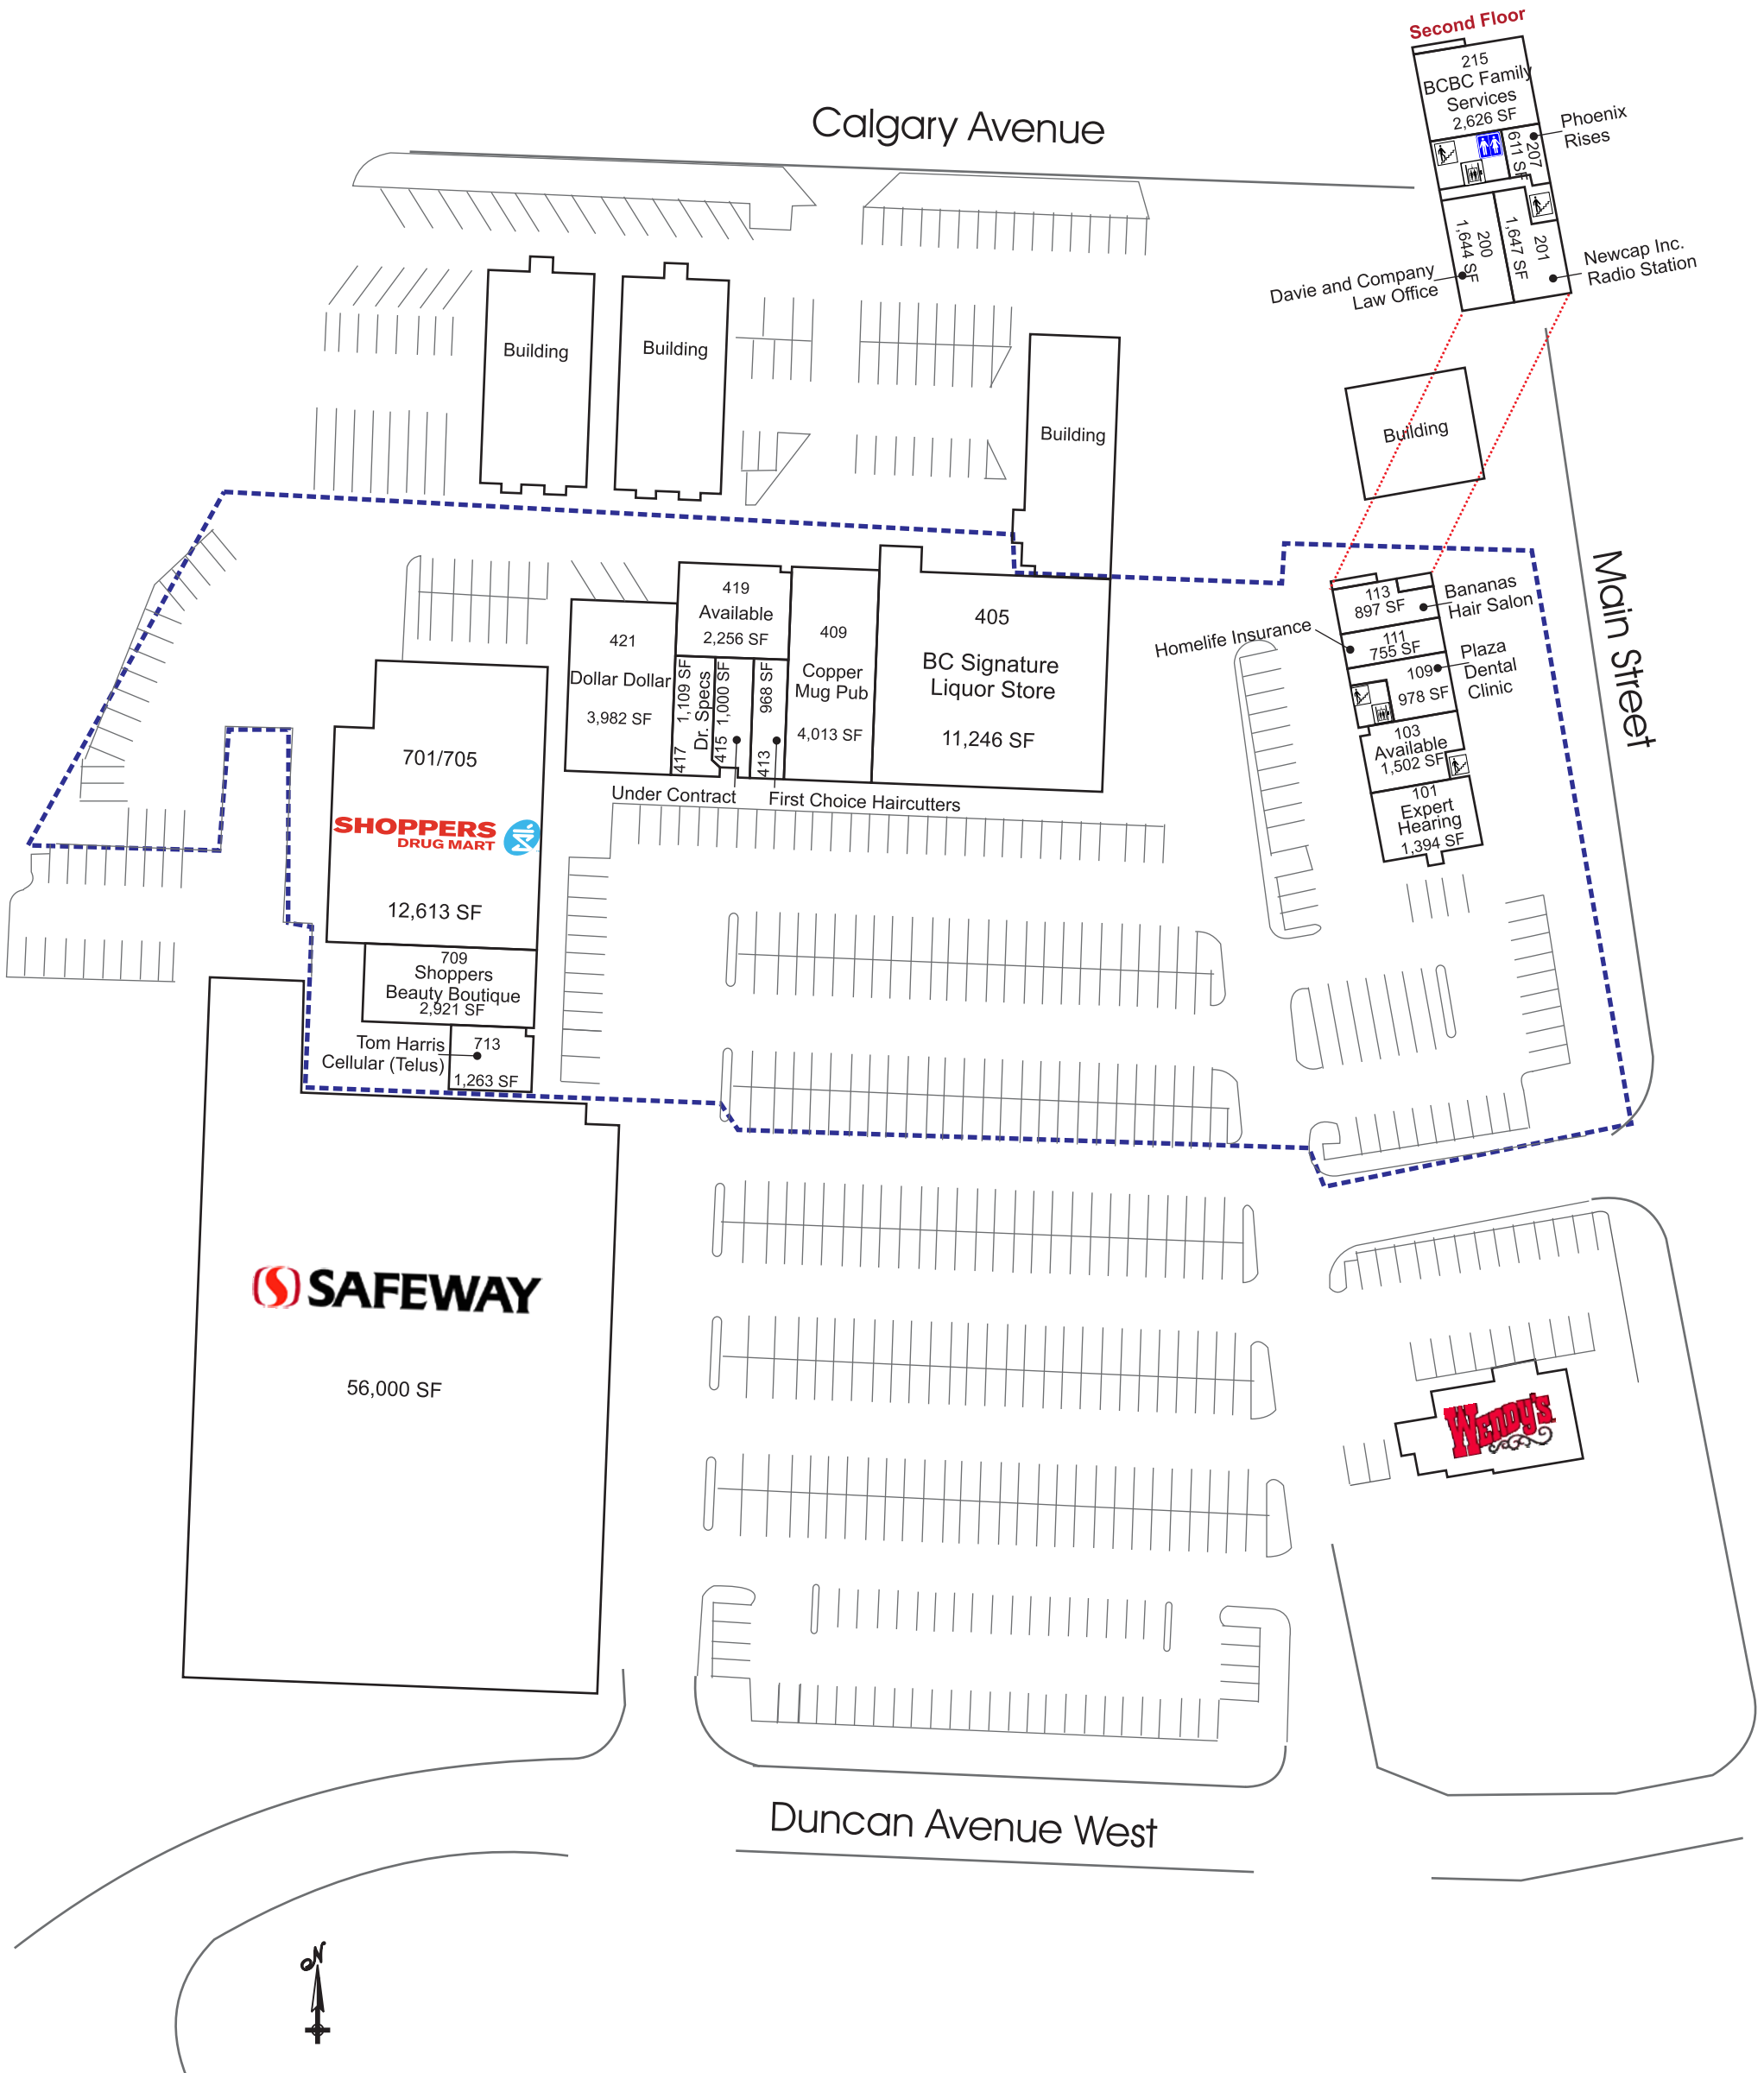 Second Floor
215
BCBC Family
Services
2,626 SF
Phoenix
Rises
207
611 SF
Calgary Avenue
200
1,644 SF
201
1,647 SF
Newcap Inc.
Radio Station
Davie and Company
Law Office
Building
Building
Building
Building
Main Street
113
897 SF
Bananas
Hair Salon
Homelife Insurance
111
755 SF
109
978 SF
Plaza
Dental
Clinic
103
Available
1,502 SF
101
Expert
Hearing
1,394 SF
419
Available
2,256 SF
421
Dollar Dollar
3,982 SF
417 1,109 SF
Dr. Specs
415 1,000 SF
413 968 SF
409
Copper
Mug Pub
4,013 SF
405
BC Signature
Liquor Store
11,246 SF
Under Contract
First Choice Haircutters
701/705
SHOPPERS
DRUG MART
12,613 SF
709
Shoppers
Beauty Boutique
2,921 SF
Tom Harris
Cellular (Telus)
713
1,263 SF
SAFEWAY
56,000 SF
Wendy's
Duncan Avenue West
N